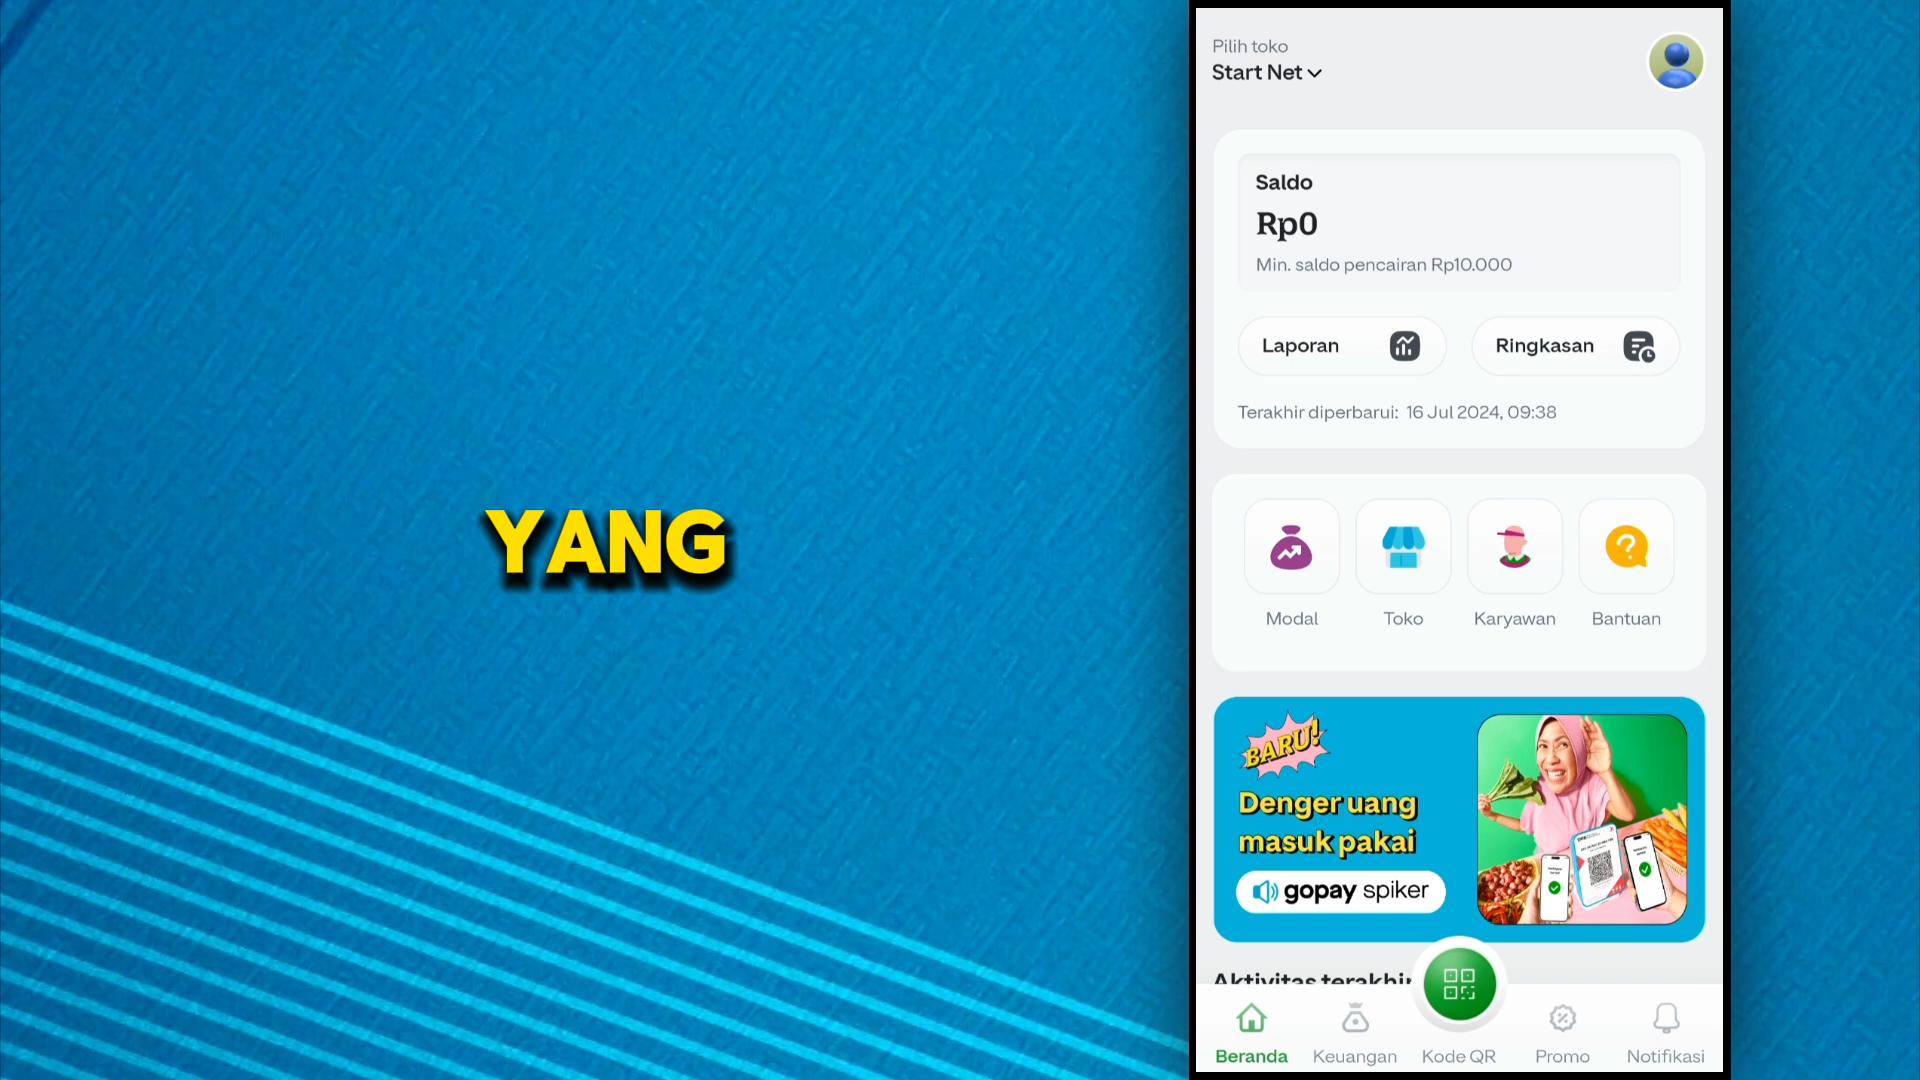 Pilih toko
Start Net
Saldo
Rp0
Min. saldo pencairan Rp10.000
Laporan
Ringkasan
Terakhir diperbarui: 16 Jul 2024, 09:38
YANG
Modal
Toko
Karyawan
Bantuan
BARU!
Denger uang
masuk pakai
gopay spiker
Aktivitas terakhir
Beranda
Keuangan
Kode QR
Promo
Notifikasi